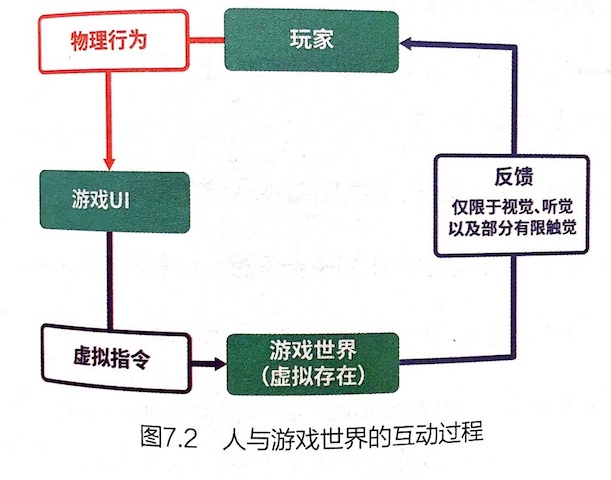 物理行为
玩家
游戏UI
反馈
仅限于视觉、听觉
以及部分有限触觉
虚拟指令
游戏世界
（虚拟存在）
图7.2 人与游戏世界的互动过程